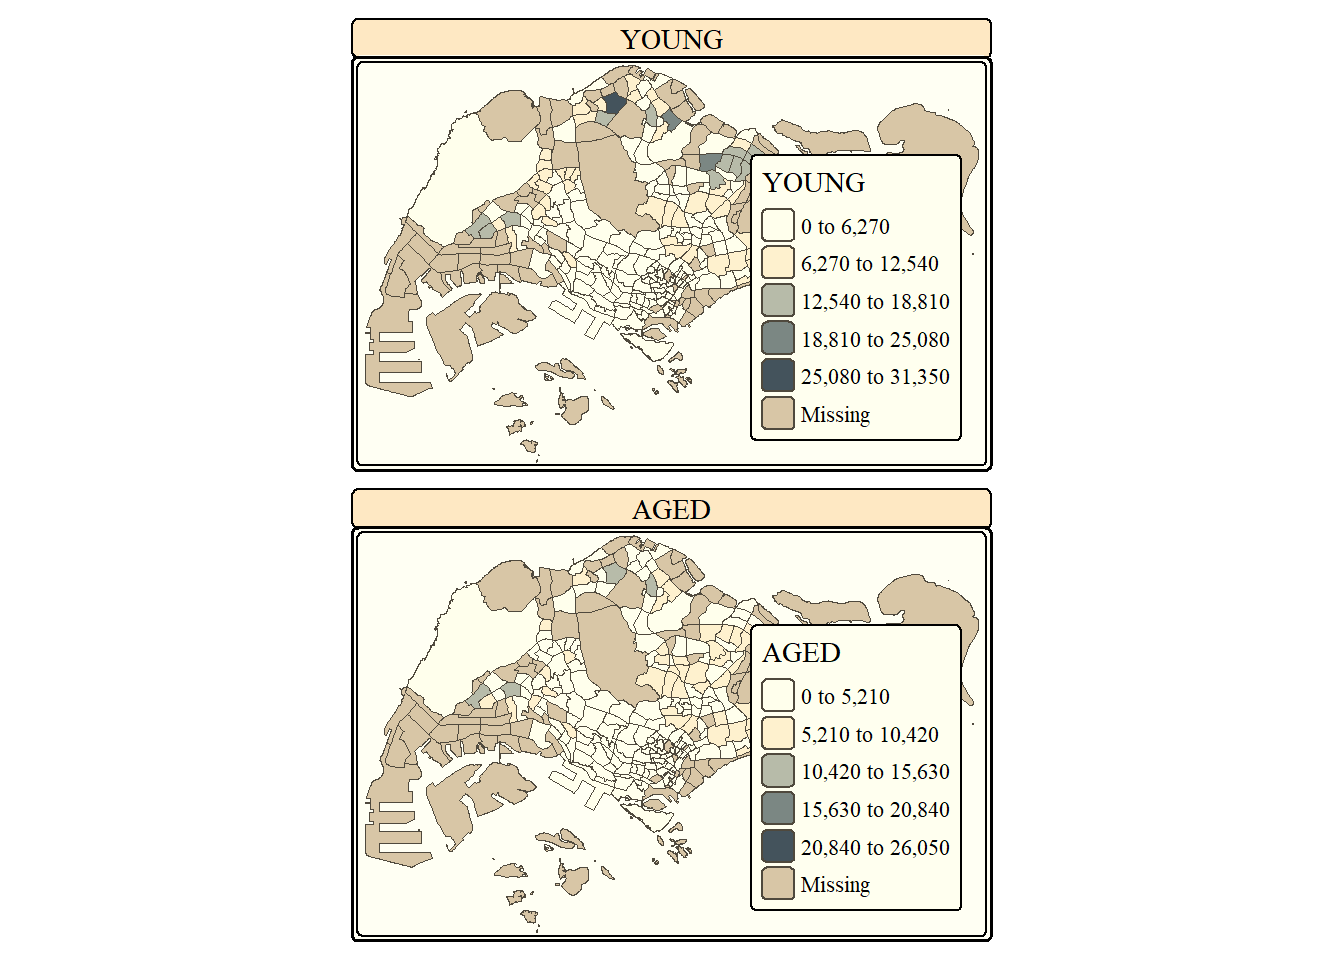 YOUNG
YOUNG
0 to 6,270
6,270 to 12,540
12,540 to 18,810
18,810 to 25,080
25,080 to 31,350
Missing
AGED
AGED
0 to 5,210
5,210 to 10,420
10,420 to 15,630
15,630 to 20,840
20,840 to 26,050
Missing